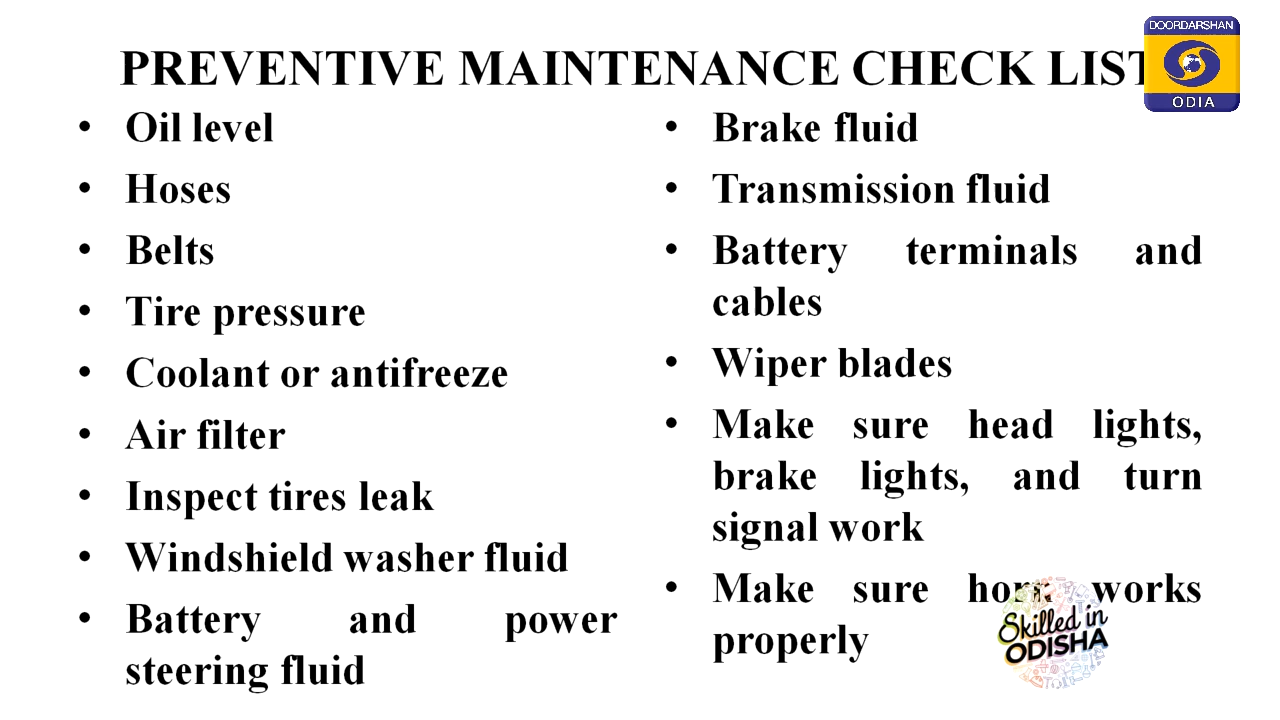 PREVENTIVE MAINTENANCE CHECK LIST
DOORDARSHAN
ODIA
• Oil level
• Hoses
• Belts
• Tire pressure
• Coolant or antifreeze
• Air filter
• Inspect tires leak
• Windshield washer fluid
• Battery and power
steering fluid
• Brake fluid
• Transmission fluid
• Battery terminals and
cables
• Wiper blades
• Make sure head lights,
brake lights, and turn
signal work
• Make sure horn works
properly
Skilled in
ODISHA